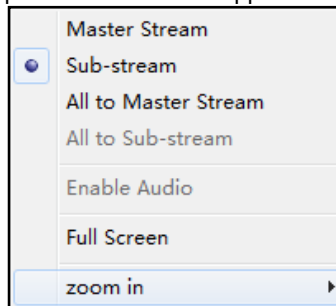 Master Stream
Sub-stream
All to Master Stream
All to Sub-stream
Enable Audio
Full Screen
zoom in